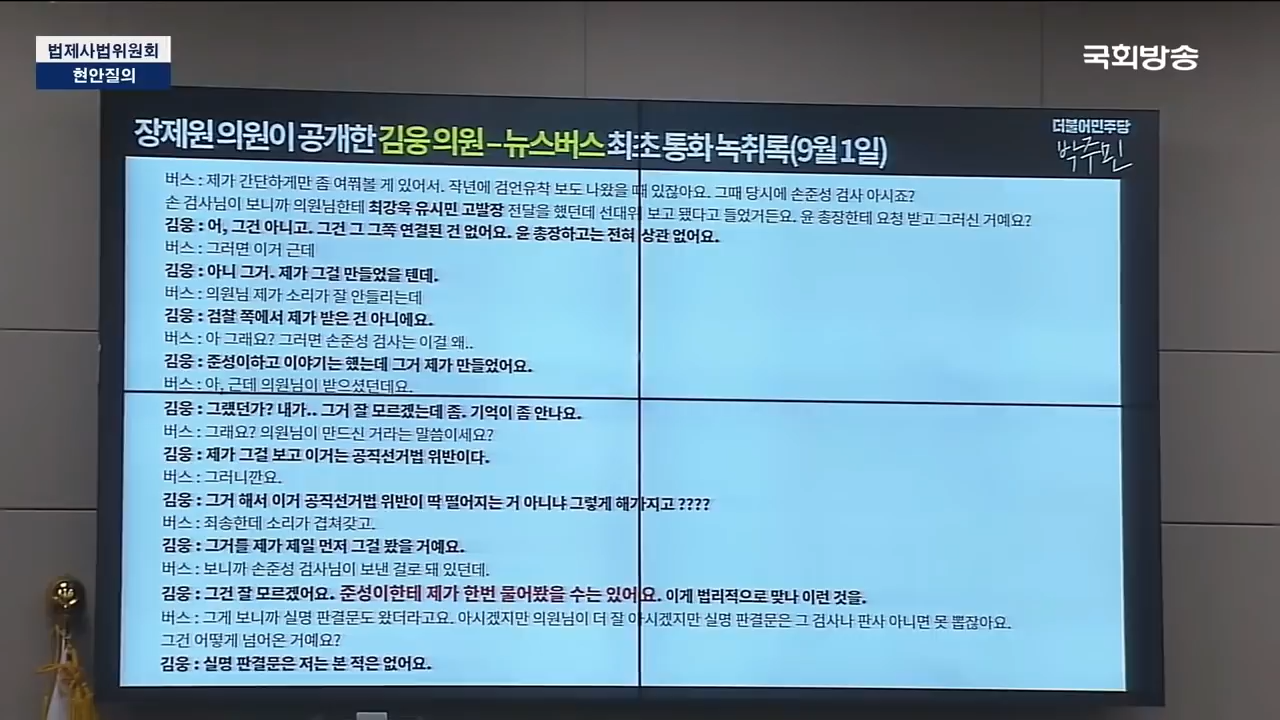 법제사법위원회
현안질의
국회방송
장제원 의원이 공개한 김웅 의원 – 뉴스버스 최초 통화 녹취록(9월 1일)
더불어민주당
박주민
버스 : 제가 간단하게만 좀 여쭤볼 게 있어서. 작년에 검언유착 보도 나왔을 때 있잖아요. 그때 당시에 손준성 검사 아시죠?
손 검사님이 보니까 의원님한테 최강욱 유시민 고발장 전달을 했던데 선대위 보고 됐다고 들었거든요. 윤 총장한테 요청 받고 그러신 거예요?
김웅 : 어, 그건 아니고, 그건 그 그쪽 연결된 건 없어요. 윤 총장하고는 전혀 상관 없어요.
버스 : 그러면 이거 근데
김웅 : 아니 그거. 제가 그걸 만들었을 텐데.
버스 : 의원님 제가 소리가 잘 안들리는데
김웅 : 검찰 쪽에서 제가 받은 건 아니에요.
버스 : 아 그래요? 그러면 손준성 검사는 이걸 왜..
김웅 : 준성이하고 이야기는 했는데 그거 제가 만들었어요.
버스 : 아, 근데 의원님이 받으셨던데요.
김웅 : 그랬던가? 내가.. 그거 잘 모르겠는데 좀. 기억이 좀 안나요.
버스 : 그래요? 의원님이 만드신 거라는 말씀이세요?
김웅 : 제가 그걸 보고 이거는 공직선거법 위반이다.
버스 : 그러니깐요.
김웅 : 그거 해서 이거 공직선거법 위반이 딱 떨어지는 거 아니냐 그렇게 해가지고 ????
버스 : 죄송한데 소리가 겹쳐갖고.
김웅 : 그거를 제가 제일 먼저 그걸 봤을 거예요.
버스 : 보니까 손준성 검사님이 보낸 걸로 돼 있던데.
김웅 : 그건 잘 모르겠어요. 준성이한테 제가 한번 물어봤을 수는 있어요. 이게 법리적으로 맞나 이런 것을.
버스 : 그게 보니까 실명 판결문도 왔더라고요. 아시겠지만 의원님이 더 잘 아시겠지만 실명 판결문은 그 검사나 판사 아니면 못 뽑잖아요.
그건 어떻게 넘어온 거예요?
김웅 : 실명 판결문은 저는 본 적은 없어요.